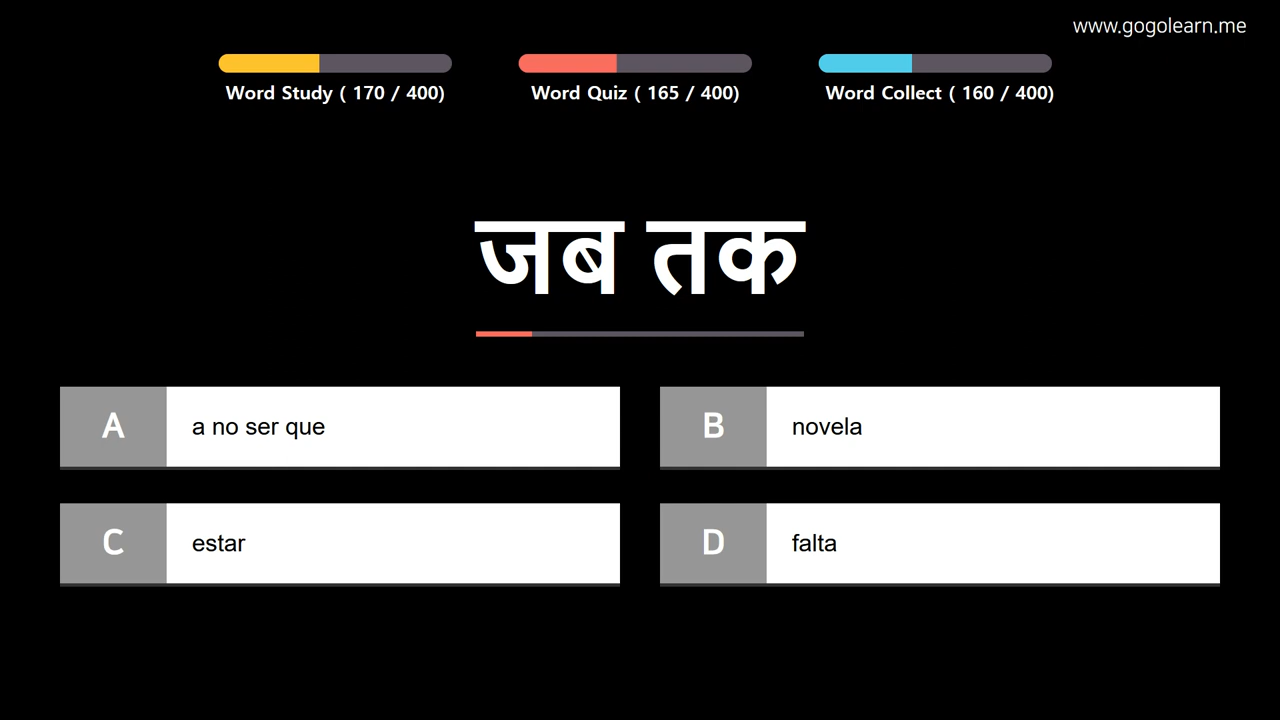 www.gogolearn.me
Word Study ( 170 / 400)
Word Quiz ( 165 / 400)
Word Collect ( 160 / 400)
जब तक
A a no ser que
B novela
C estar
D falta